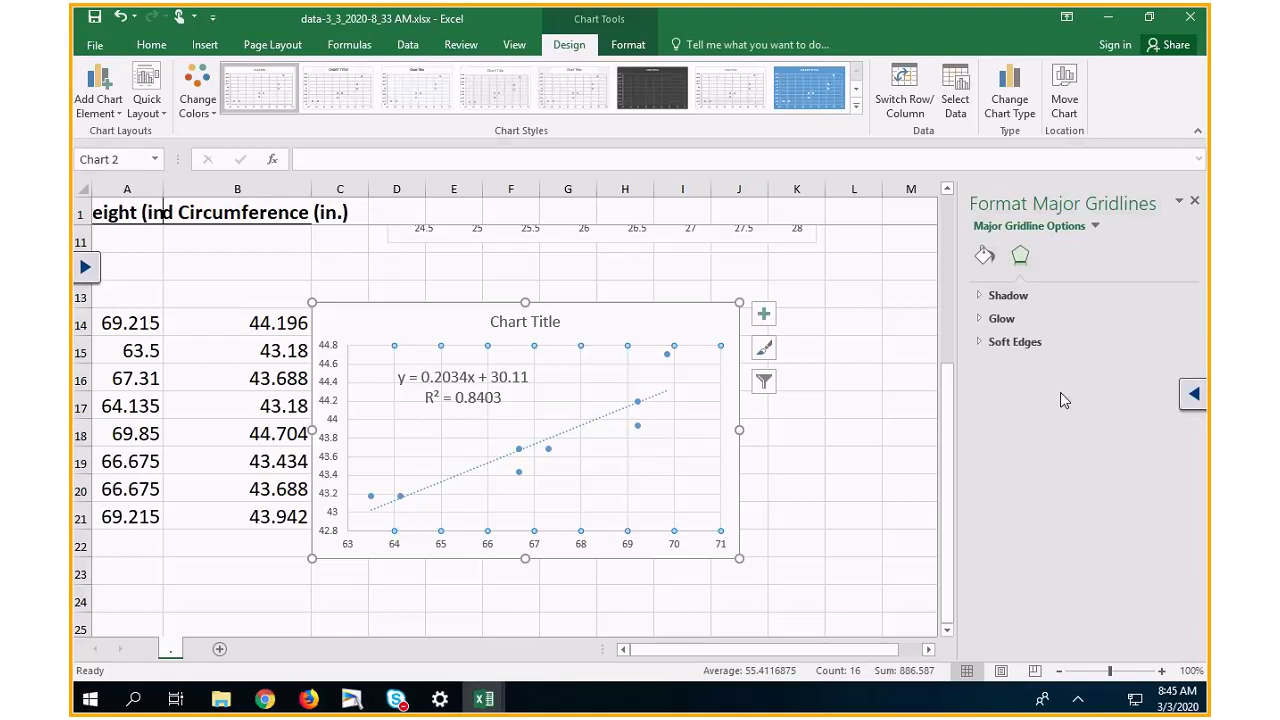 data-3_3_2020-8_33 AM.xlsx - Excel
Chart Tools
File
Home
Insert
Page Layout
Formulas
Data
Review
View
Design
Format
Tell me what you want to do...
Sign in
Share
Add Chart
Element
Quick
Layout
Change
Colors
Switch Row/
Column
Select
Data
Change
Chart Type
Move
Chart
Chart Layouts
Chart Styles
Data
Type
Location
Chart 2
fx
A B C D E F G H I J K L M
1 eight (in d Circumference (in.)
11
24.5 25 25.5 26 26.5 27 27.5 28
13
14 69.215 44.196
15 63.5 43.18
16 67.31 43.688
17 64.135 43.18
18 69.85 44.704
19 66.675 43.434
20 66.675 43.688
21 69.215 43.942
22
23
24
25
Chart Title
y = 0.2034x + 30.11
R² = 0.8403
44.8
44.6
44.4
44.2
44
43.8
43.6
43.4
43.2
43
42.8
63 64 65 66 67 68 69 70 71
Format Major Gridlines
Major Gridline Options
Shadow
Glow
Soft Edges
.
Ready
Average: 55.4116875 Count: 16 Sum: 886.587
100%
8:45 AM
3/3/2020